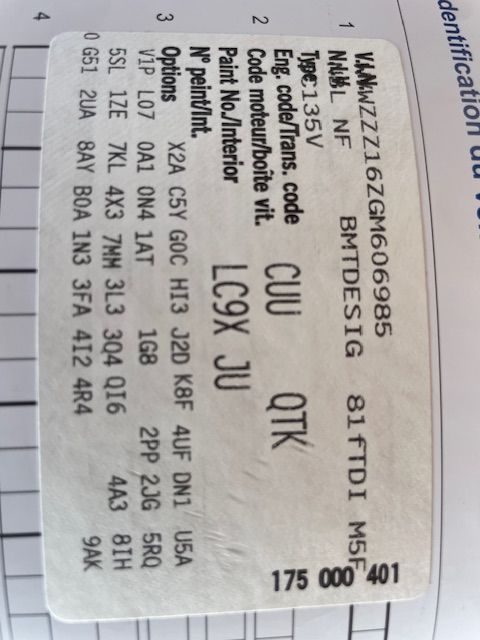 dentification du
1
WZZZ16ZGM606985
NF BMTDESIG 81fTDI M5F
175 000 401
Type 135V
2
Eng. code/Trans. code
Code moteur/boîte vit. CUU QTK
Paint No./Interior
N° peint/Int. LC9X JU
3
Options X2A C5Y G0C HI3 J2D K8F 4UF DN1 U5A
V1P L07 0A1 0N4 1AT 1G8 2PP 2JG 5RQ
5SL 1ZE 7KL 4X3 7MM 3L3 3Q4 QI6 4A3 8IH
0 G51 2UA 8AY B0A 1N3 3FA 4I2 4R4 9AK
4